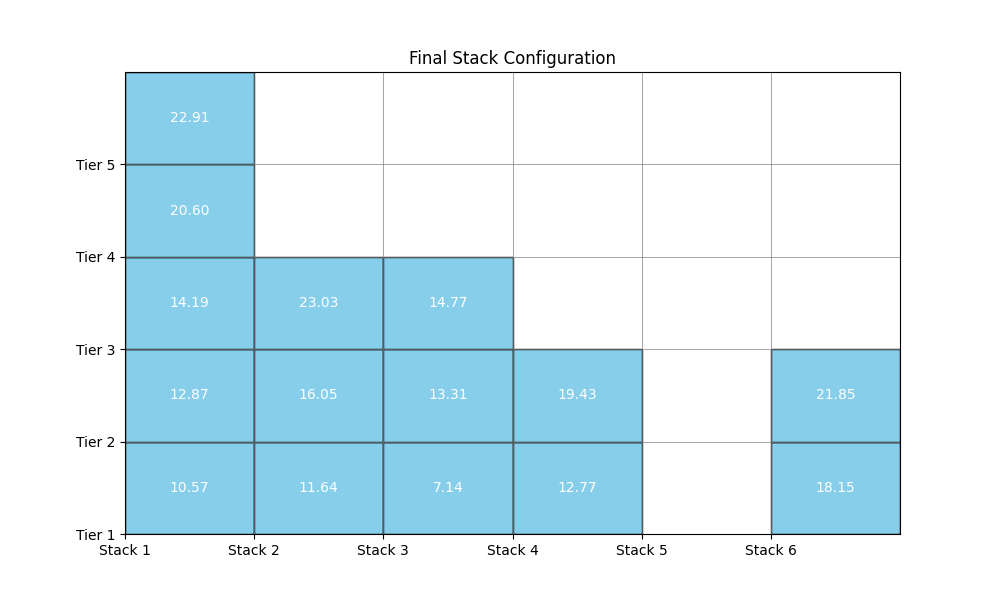 Final Stack Configuration
22.91
Tier 5
20.60
Tier 4
14.19 23.03 14.77
Tier 3
12.87 16.05 13.31 19.43 21.85
Tier 2
10.57 11.64 7.14 12.77 18.15
Tier 1
Stack 1 Stack 2 Stack 3 Stack 4 Stack 5 Stack 6